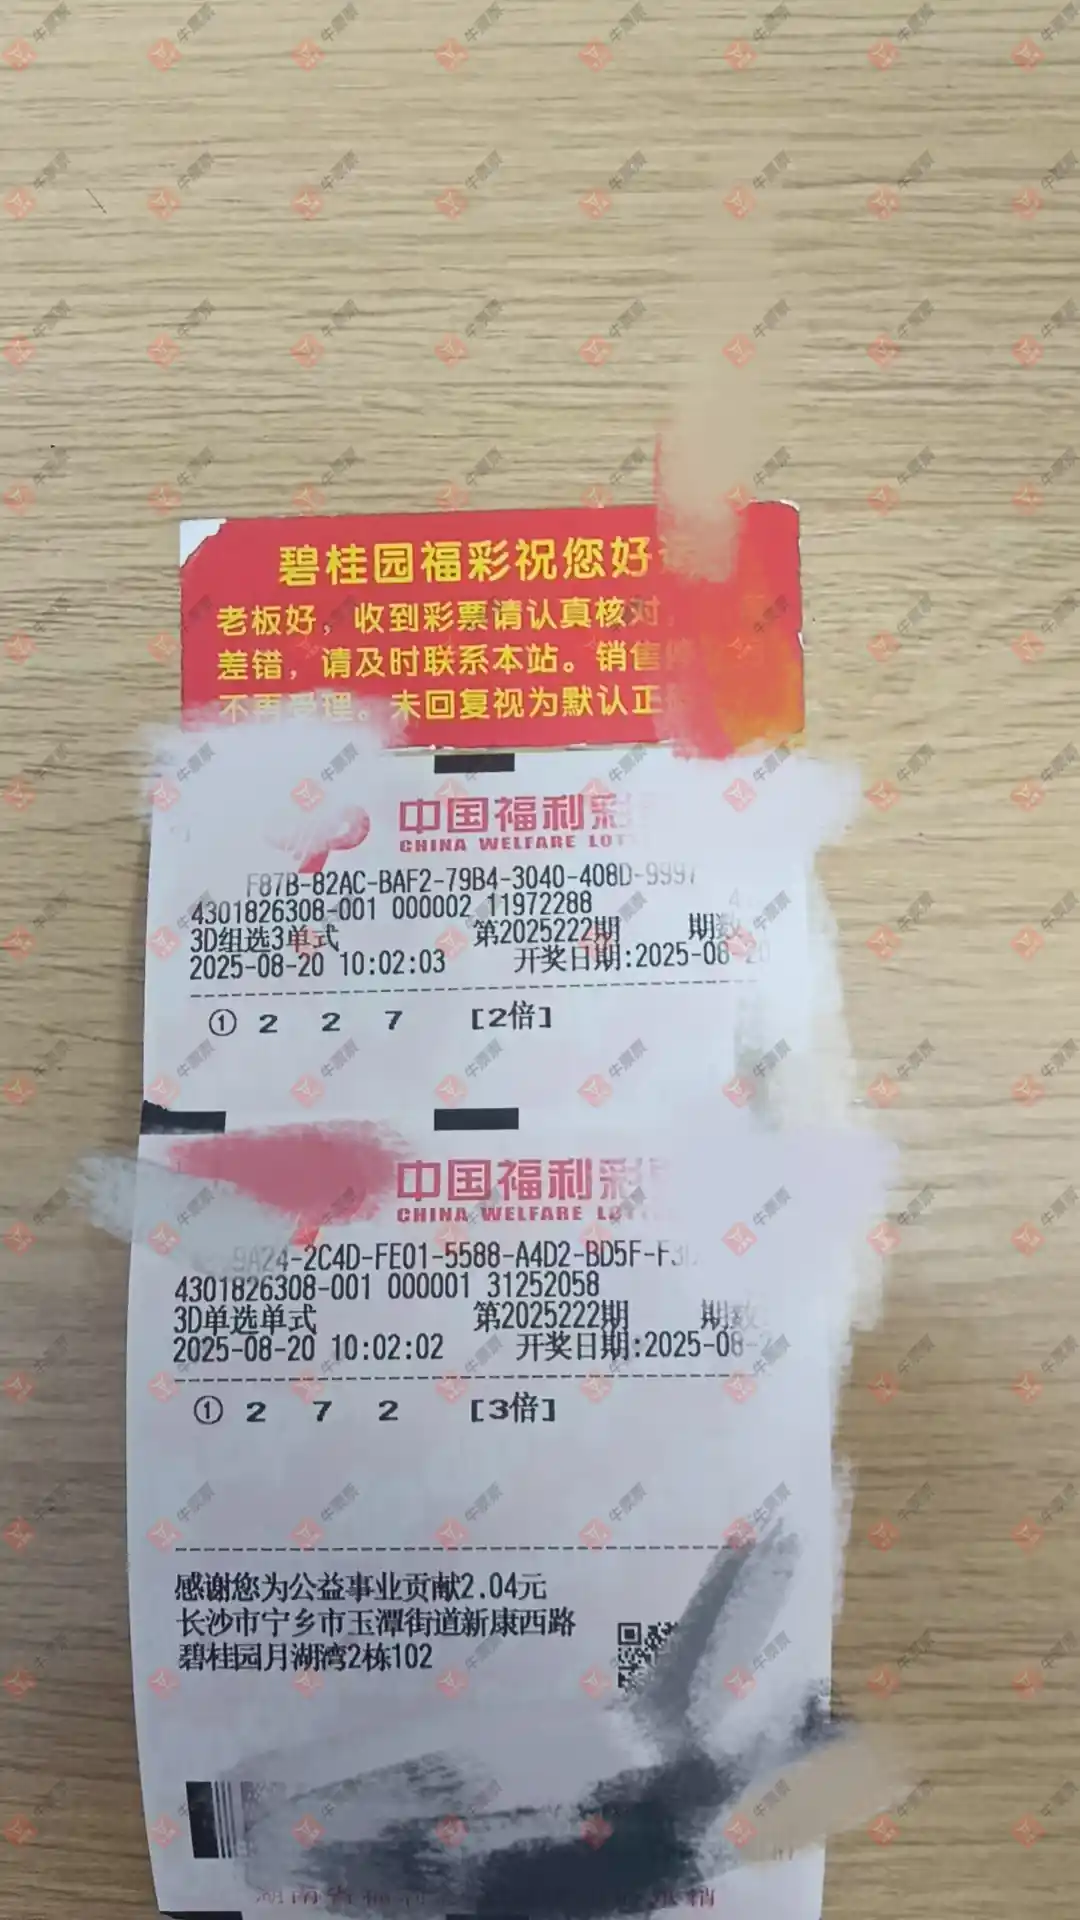 碧桂园福彩祝您好
老板好，收到彩票请认真核对，
差错，请及时联系本站。销售
不再受理。未回复视为默认正
中国福利彩
CHINA WELFARE LOT
F87B-82AC-BAF2-79B4-3040-408D-9997
4301826308-001 000002 11972288
3D组选3单式 第2025222期 期数
2025-08-20 10:02:03 开奖日期:2025-08-20
① 2 2 7 [2倍]
中国福利彩
CHINA WELFARE LOT
9A24-2C4D-FE01-5588-A4D2-BD5F-F3
4301826308-001 000001 31252058
3D单选单式 第2025222期 期数
2025-08-20 10:02:02 开奖日期:2025-08-
① 2 7 2 [3倍]
感谢您为公益事业贡献2.04元
长沙市宁乡市玉潭街道新康西路
碧桂园月湖湾2栋102
牛票票